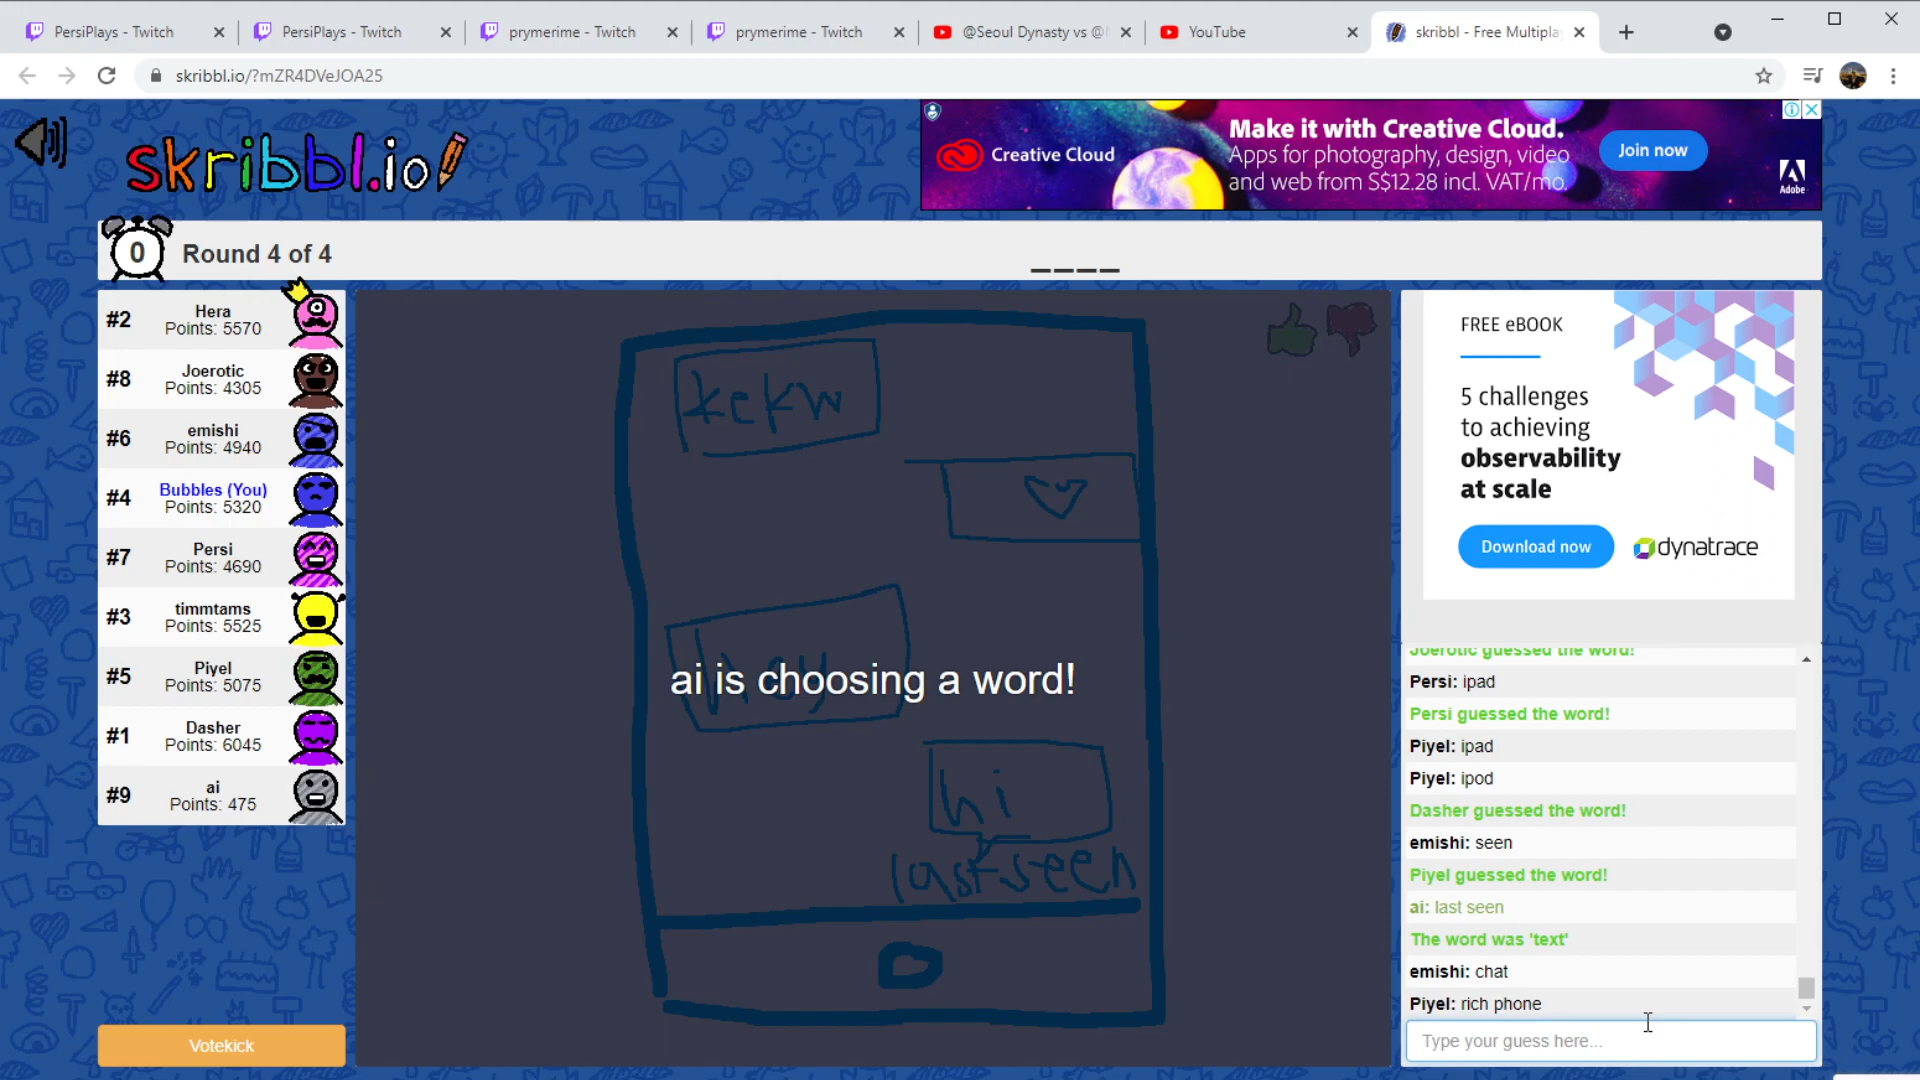 PersiPlays - Twitch
PersiPlays - Twitch
prymerime - Twitch
prymerime - Twitch
@Seoul Dynasty vs @
YouTube
skribbl - Free Multipla
skribbl.io/?mZR4DVeJOA25
skribbl.io
Creative Cloud
Make it with Creative Cloud.
Apps for photography, design, video
and web from S$12.28 incl. VAT/mo.
Join now
Adobe
0
Round 4 of 4
____
#2
Hera
Points: 5570
#8
Joerotic
Points: 4305
#6
emishi
Points: 4940
#4
Bubbles (You)
Points: 5320
#7
Persi
Points: 4690
#3
timmtams
Points: 5525
#5
Piyel
Points: 5075
#1
Dasher
Points: 6045
#9
ai
Points: 475
Votekick
kekw
hey
ai is choosing a word!
hi
last seen
FREE eBOOK
5 challenges
to achieving
observability
at scale
Download now
dynatrace
Joerotic guessed the word!
Persi: ipad
Persi guessed the word!
Piyel: ipad
Piyel: ipod
Dasher guessed the word!
emishi: seen
Piyel guessed the word!
ai: last seen
The word was 'text'
emishi: chat
Piyel: rich phone
Type your guess here...